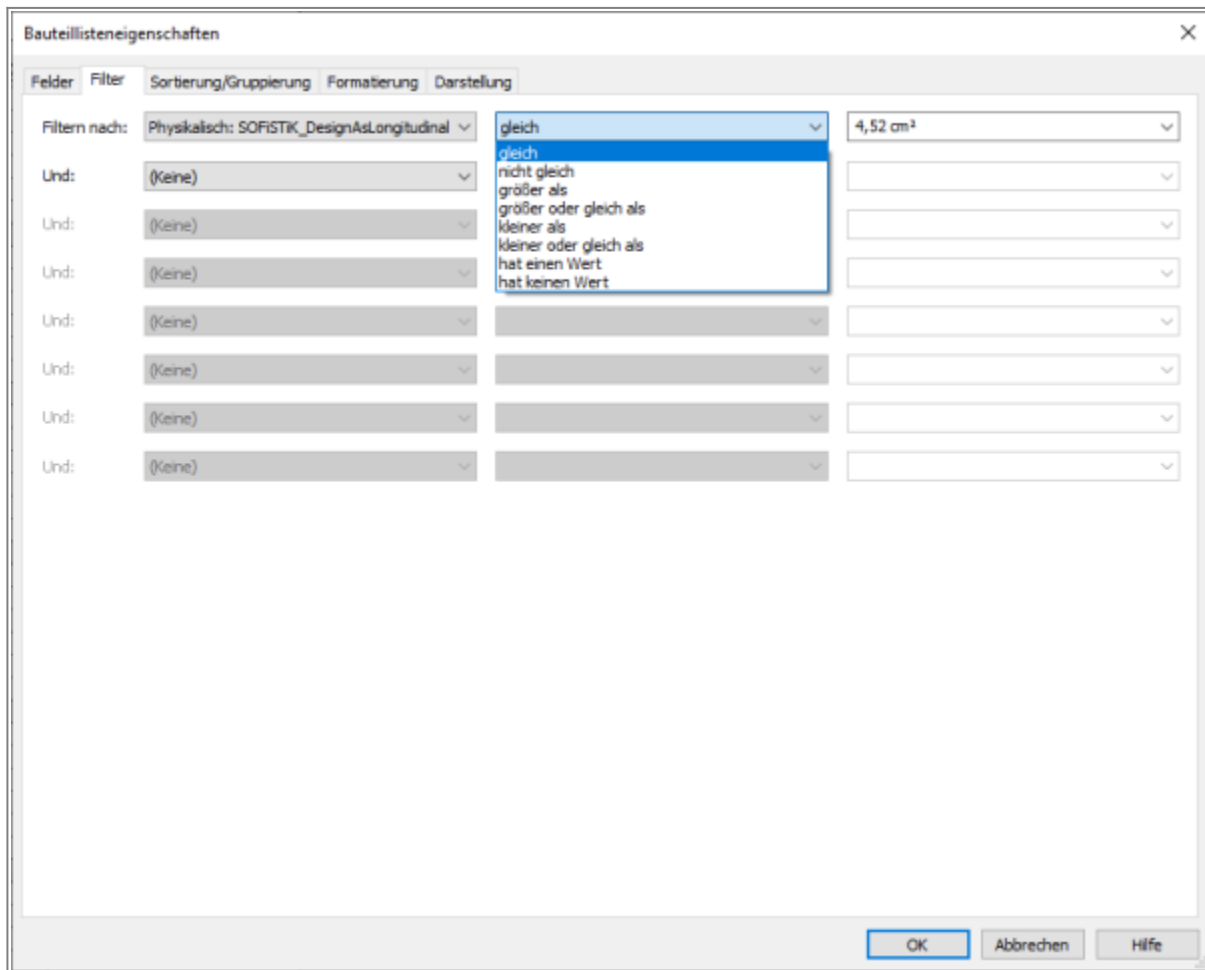 Bauteillisteneigenschaften
Felder Filter Sortierung/Gruppierung Formatierung Darstellung
Filtern nach: Physikalisch: SOFiSTiK_DesignAsLongitudinal gleich 4,52 cm²
gleich
Und: (Keine) nicht gleich
größer als
Und: (Keine) größer oder gleich als
kleiner als
kleiner oder gleich als
Und: (Keine) hat einen Wert
hat keinen Wert
Und: (Keine)
Und: (Keine)
Und: (Keine)
Und: (Keine)
OK Abbrechen Hilfe